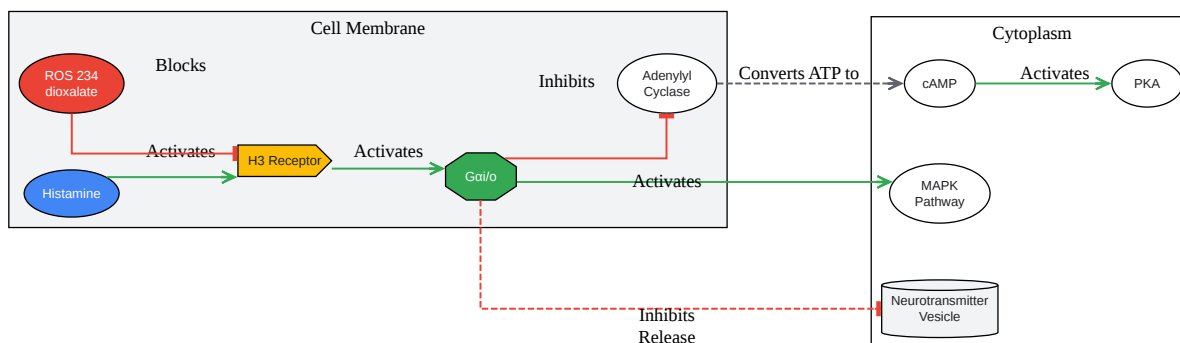 Cell Membrane
Cytoplasm
Blocks
ROS 234
dioxalate
Inhibits
Adenylyl
Cyclase
Converts ATP to
cAMP
Activates
PKA
Activates
H3 Receptor
Activates
Gαi/o
Activates
Histamine
MAPK
Pathway
Neurotransmitter
Vesicle
Inhibits
Release